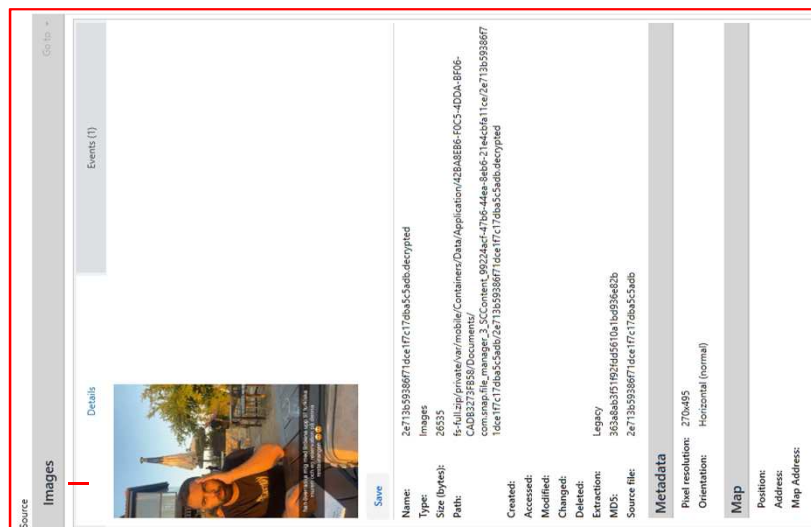 Source
Images
Go to
Details
Events (1)
Save
Name: 2e713b59386f71dce1f7c17dba5c5adb.decrypted
Type: Images
Size (bytes): 26535
Path: fs-full.zip/private/var/mobile/Containers/Data/Application/42BA8EB6-F0C5-4DDA-BF06-
CADB3273FB58/Documents/
com.snap.file_manager_3_SCContent_99224acf-47b6-44ea-8eb6-21e4cbfa11ce/2e713b59386f7
1dce1f7c17dba5c5adb/2e713b59386f71dce1f7c17dba5c5adb.decrypted
Created:
Accessed:
Modified:
Changed:
Deleted:
Extraction: Legacy
MD5: 363a8ab3f51f92fdd5610a1bd936e82b
Source file: 2e713b59386f71dce1f7c17dba5c5adb
Metadata
Pixel resolution: 270x495
Orientation: Horizontal (normal)
Map
Position:
Address:
Map Address: